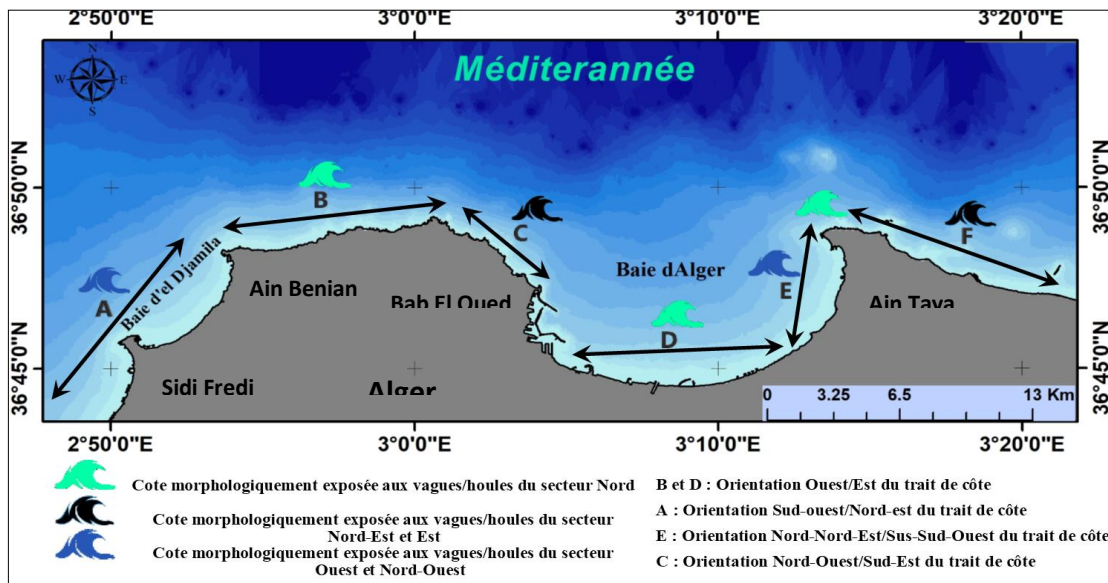 2°50'0"E 3°0'0"E 3°10'0"E 3°20'0"E
N
W E
S
Méditerannée
36°50'0"N 36°50'0"N
B
C
F
A
Baie d'el Djamila
Baie dAlger
E
Ain Benian
Bab El Oued
Ain Taya
D
36°45'0"N 36°45'0"N
Sidi Fredj
Alger
0 3.25 6.5 13 Km
2°50'0"E 3°0'0"E 3°10'0"E 3°20'0"E
Cote morphologiquement exposée aux vagues/houles du secteur Nord
Cote morphologiquement exposée aux vagues/houles du secteur
Nord-Est et Est
Cote morphologiquement exposée aux vagues/houles du secteur
Ouest et Nord-Ouest
B et D : Orientation Ouest/Est du trait de côte
A : Orientation Sud-ouest/Nord-est du trait de côte
E : Orientation Nord-Nord-Est/Sus-Sud-Ouest du trait de côte
C : Orientation Nord-Ouest/Sud-Est du trait de côte